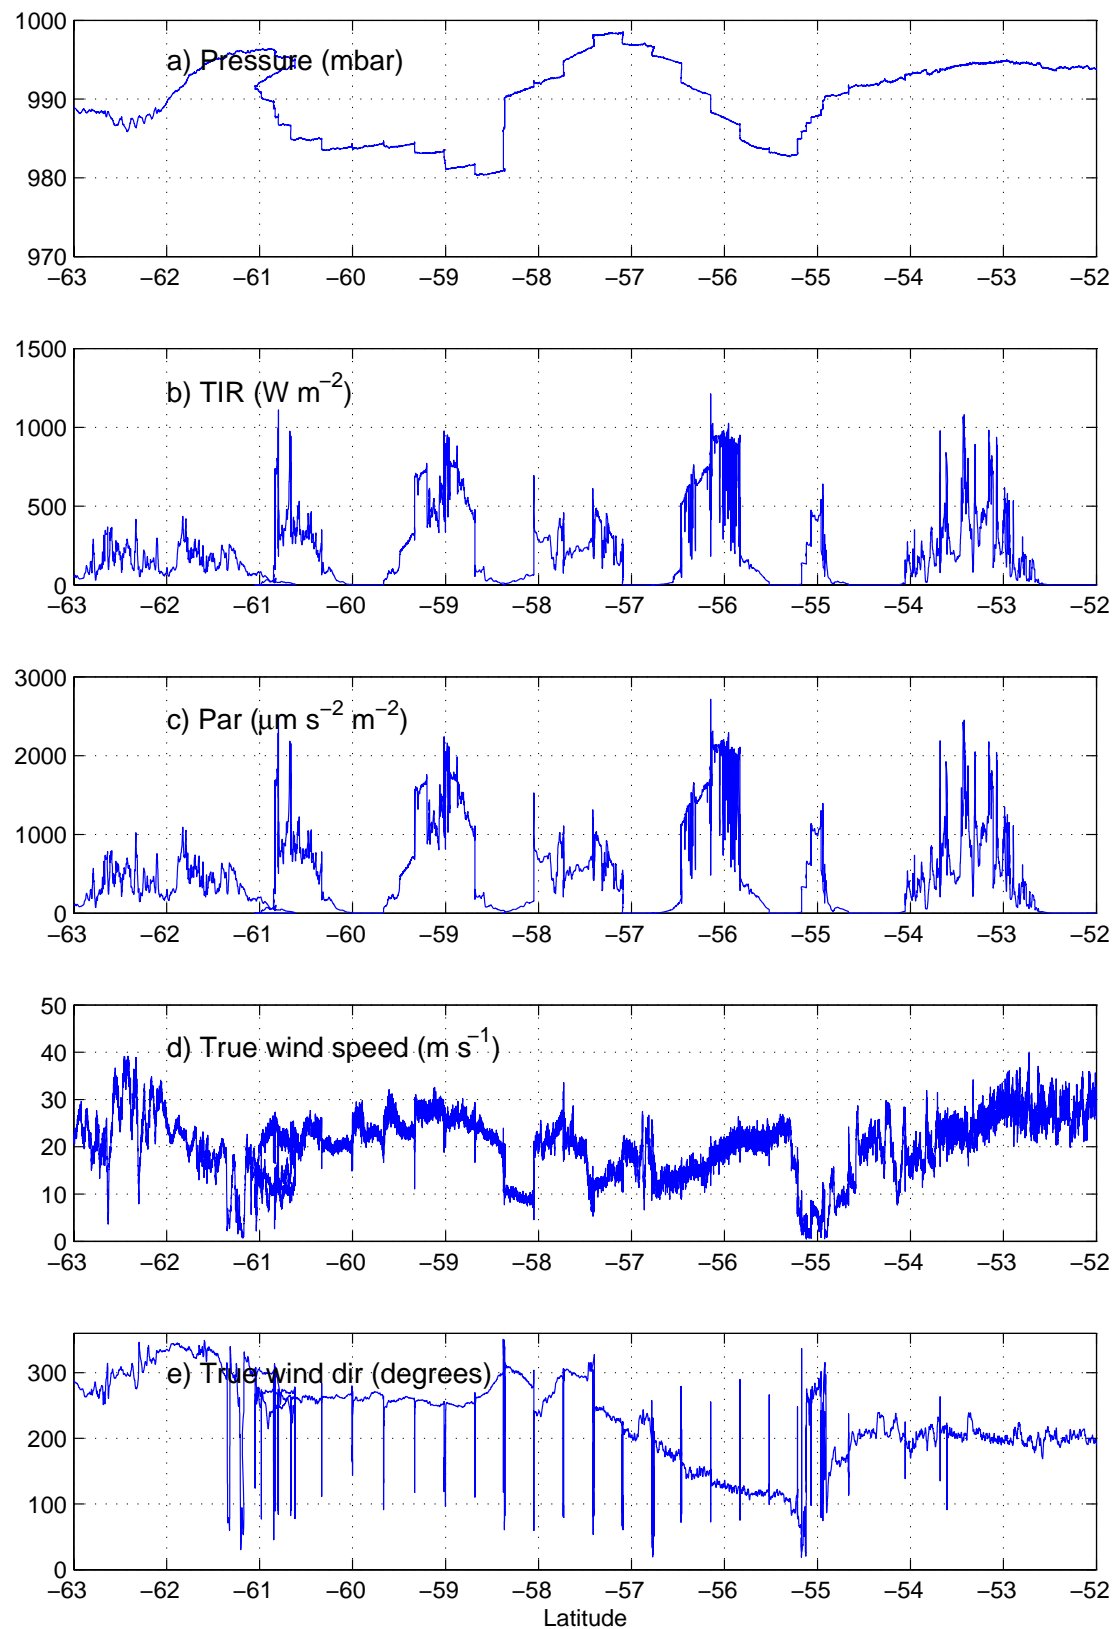 1000
990
980
970
a) Pressure (mbar)
−63 −62 −61 −60 −59 −58 −57 −56 −55 −54 −53 −52
1500
1000
500
0
b) TIR (W m−2)
−63 −62 −61 −60 −59 −58 −57 −56 −55 −54 −53 −52
3000
2000
1000
0
c) Par (μm s−2 m−2)
−63 −62 −61 −60 −59 −58 −57 −56 −55 −54 −53 −52
50
40
30
20
10
0
d) True wind speed (m s−1)
−63 −62 −61 −60 −59 −58 −57 −56 −55 −54 −53 −52
300
200
100
0
e) True wind dir (degrees)
−63 −62 −61 −60 −59 −58 −57 −56 −55 −54 −53 −52
Latitude